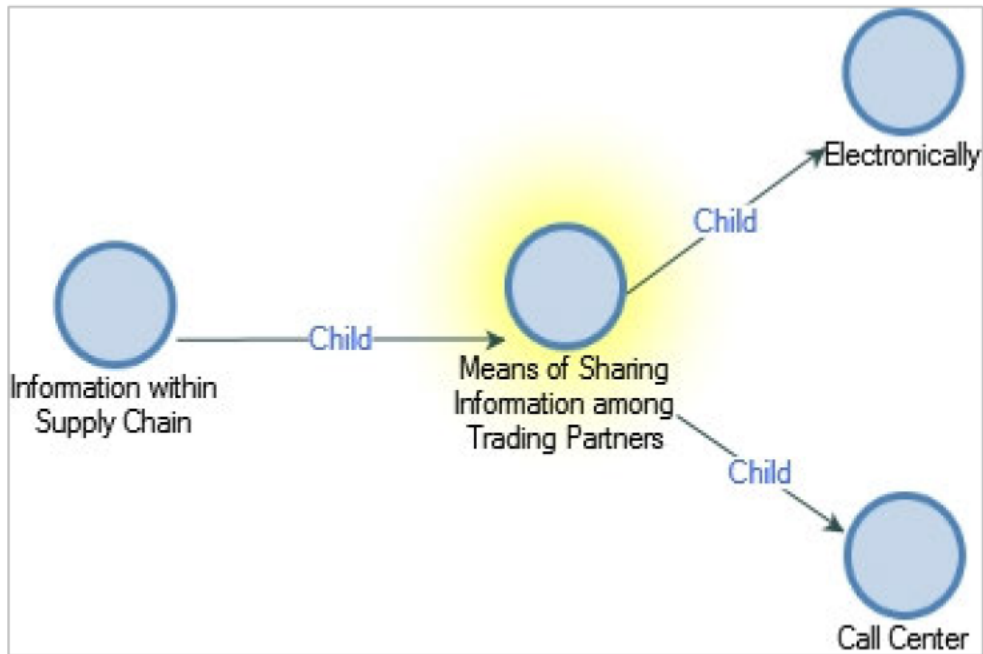 Electronically
Child
Child
Information within
Supply Chain
Means of Sharing
Information among
Trading Partners
Child
Call Center